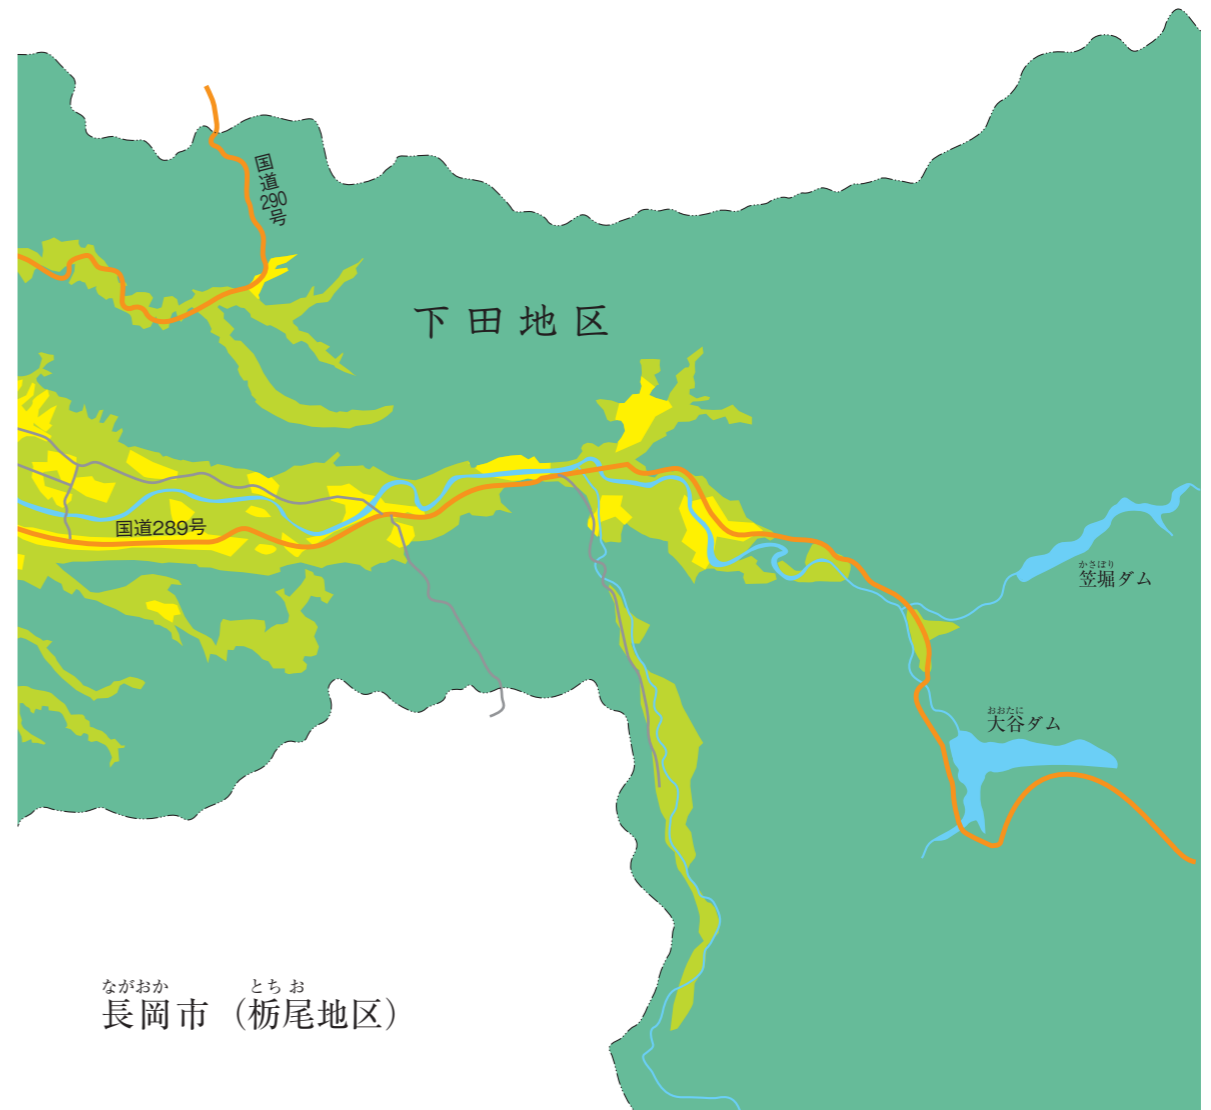 国道290号
下田地区
国道289号
かさぼり
笠堀ダム
おおたに
大谷ダム
ながおか とちお
長岡市（栃尾地区）